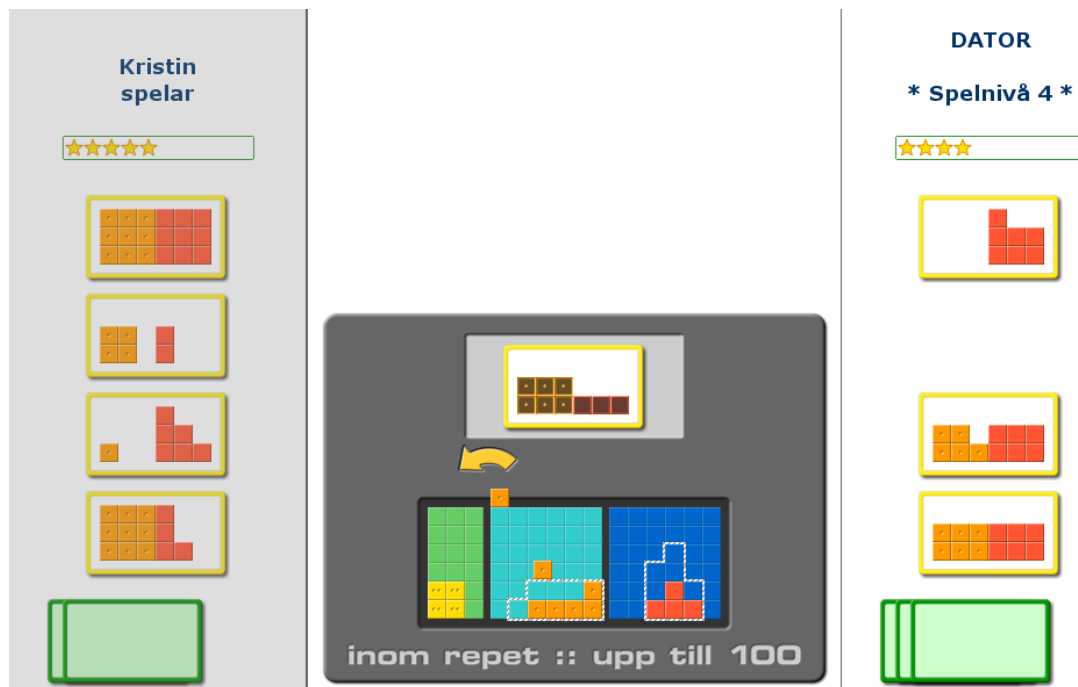 Kristin
spelar
DATOR
* Spelnivå 4 *
inom repet :: upp till 100